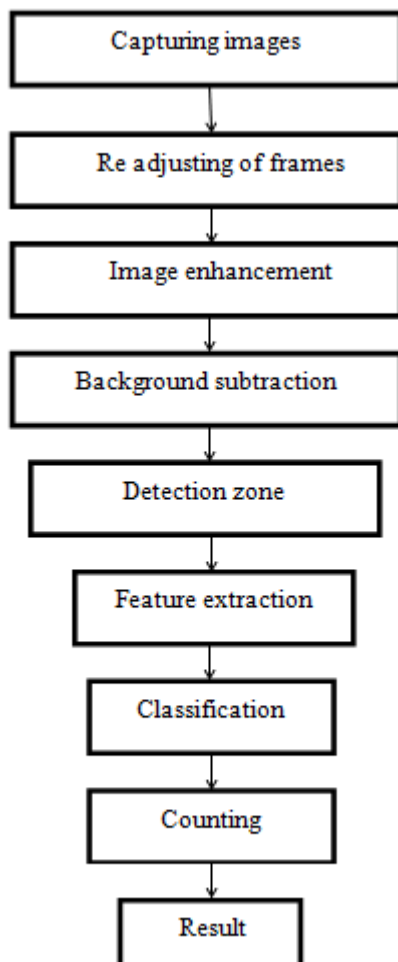 Capturing images
Re adjusting of frames
Image enhancement
Background subtraction
Detection zone
Feature extraction
Classification
Counting
Result